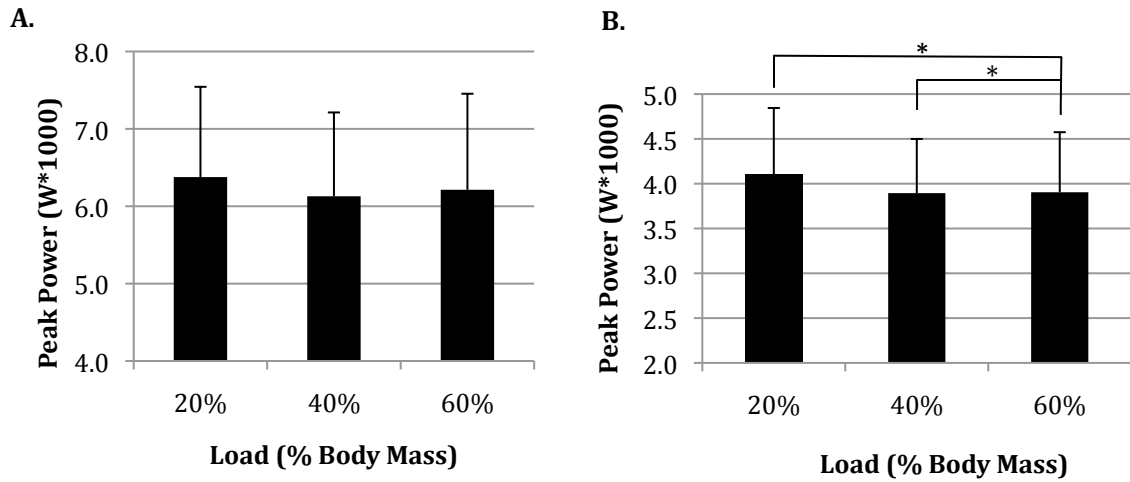 A.
8.0
7.0
6.0
5.0
4.0
Peak Power (W*1000)
20% 40% 60%
Load (% Body Mass)
B.
*
*
5.0
4.5
4.0
3.5
3.0
2.5
2.0
Peak Power (W*1000)
20% 40% 60%
Load (% Body Mass)